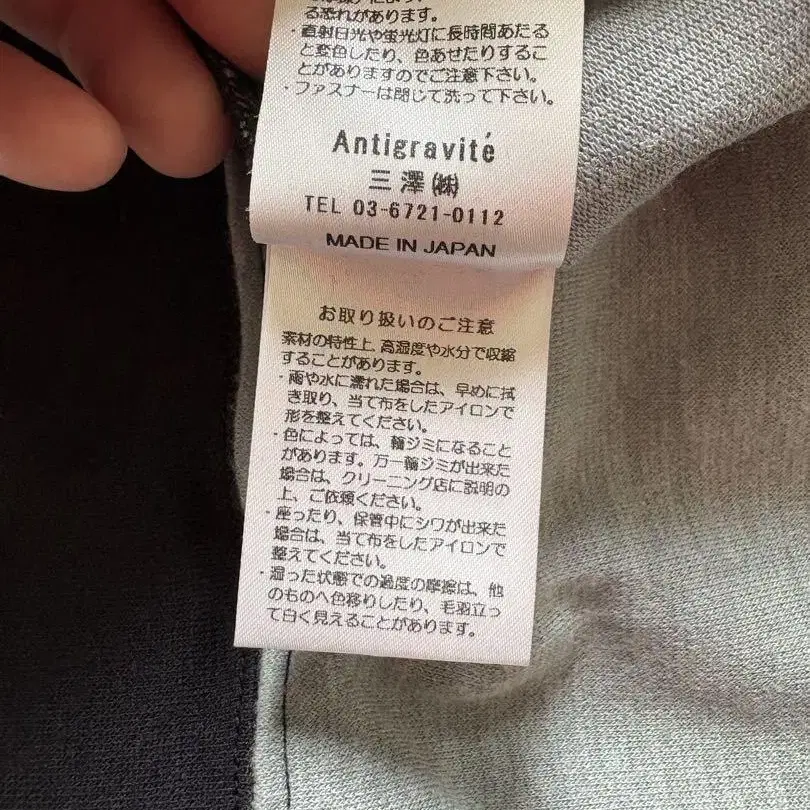 る恐れがあります。
・直射日光や蛍光灯に長時間あたる
と変色したり、色あせたりするこ
とがありますのでご注意下さい。
・ファスナーは閉じて洗って下さい。
Antigravité
三澤㈱
TEL 03-6721-0112
MADE IN JAPAN
お取り扱いのご注意
素材の特性上、高湿度や水分で収縮
することがあります。
・雨や水に濡れた場合は、早めに拭
き取り、当て布をしたアイロンで
形を整えてください。
・色によっては、輪ジミになること
があります。万一輪ジミが出来た
場合は、クリーニング店に説明の
上、ご依頼ください。
・座ったり、保管中にシワが出来た
場合は、当て布をしたアイロンで
整えてください。
・湿った状態での過度の摩擦は、他
のものへ色移りしたり、毛羽立っ
て白く見えることがあります。